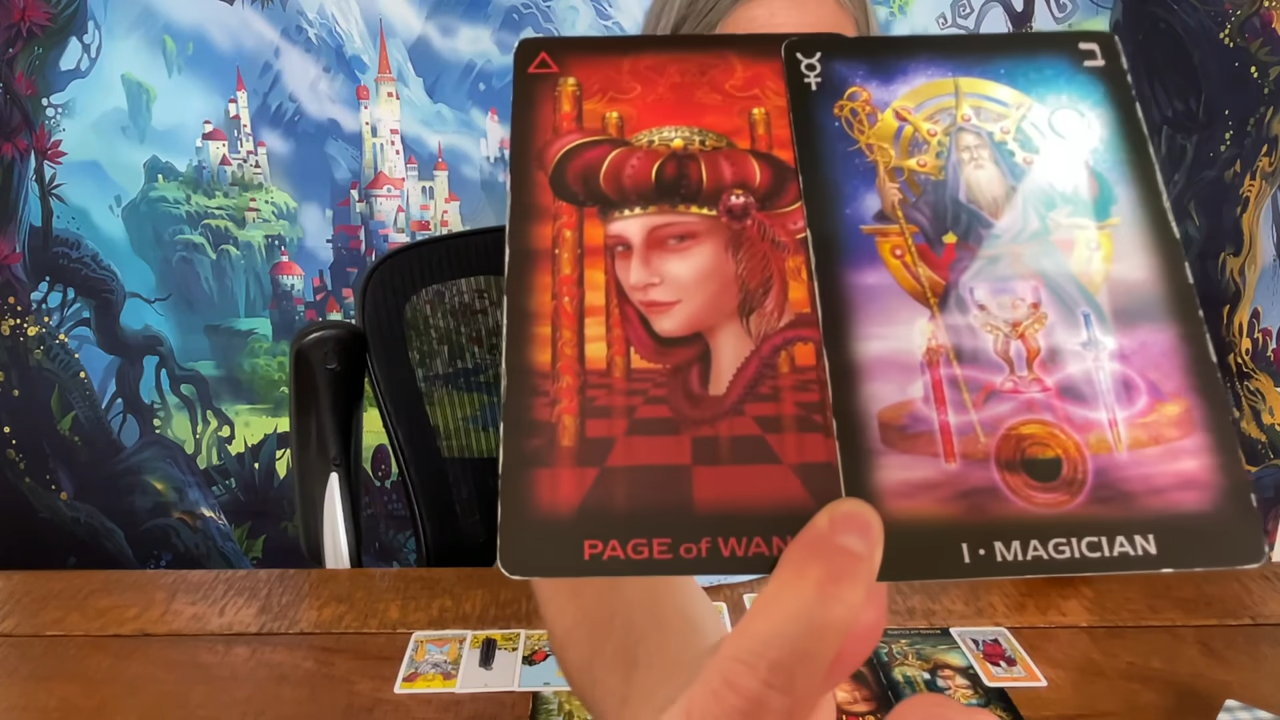 ב
PAGE of WAN
I · MAGICIAN